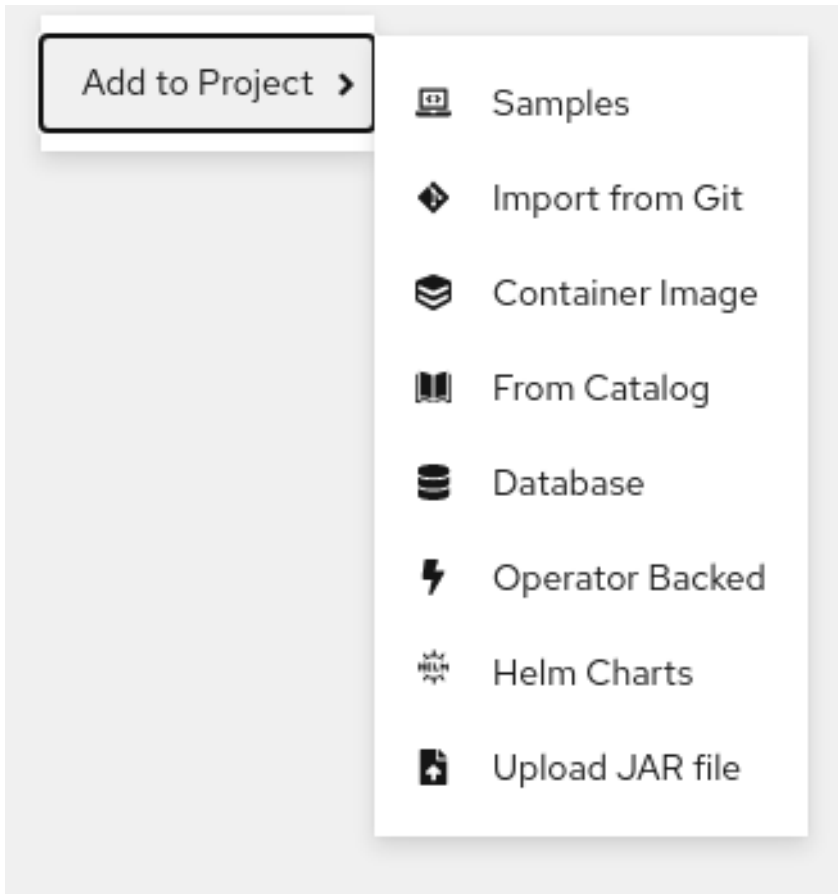 Add to Project
Samples
Import from Git
Container Image
From Catalog
Database
Operator Backed
HELM
Helm Charts
Upload JAR file